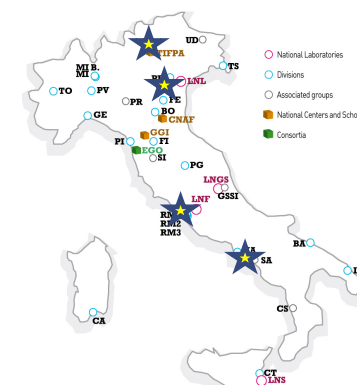 UD
TIFPA
TS
MI B.
MI
LNL
TO
PV
PR
FE
BO
CNAF
GE
GGI
PI
FI
EGO
SI
PG
LNGS
GSSI
LNF
RM2
RM3
BA
SA
CS
CA
CT
LNS
National Laboratories
Divisions
Associated groups
National Centers and Scho
Consortia